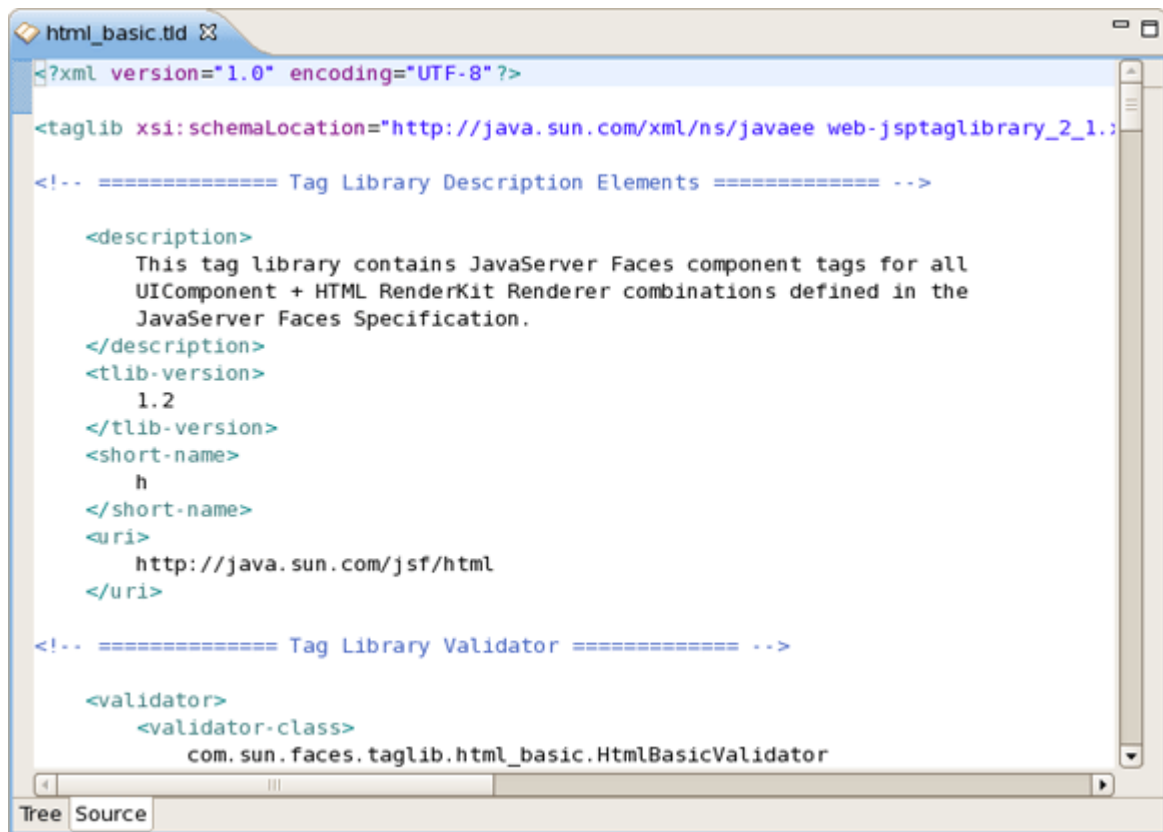 html_basic.tld
<?xml version="1.0" encoding="UTF-8"?>
<taglib xsi:schemaLocation="http://java.sun.com/xml/ns/javaee web-jsptaglibrary_2_1.
<!-- ============== Tag Library Description Elements ============= -->
<description>
This tag library contains JavaServer Faces component tags for all
UIComponent + HTML RenderKit Renderer combinations defined in the
JavaServer Faces Specification.
</description>
<tlib-version>
1.2
</tlib-version>
<short-name>
h
</short-name>
<uri>
http://java.sun.com/jsf/html
</uri>
<!-- ============== Tag Library Validator ============= -->
<validator>
<validator-class>
com.sun.faces.taglib.html_basic.HtmlBasicValidator
Tree Source